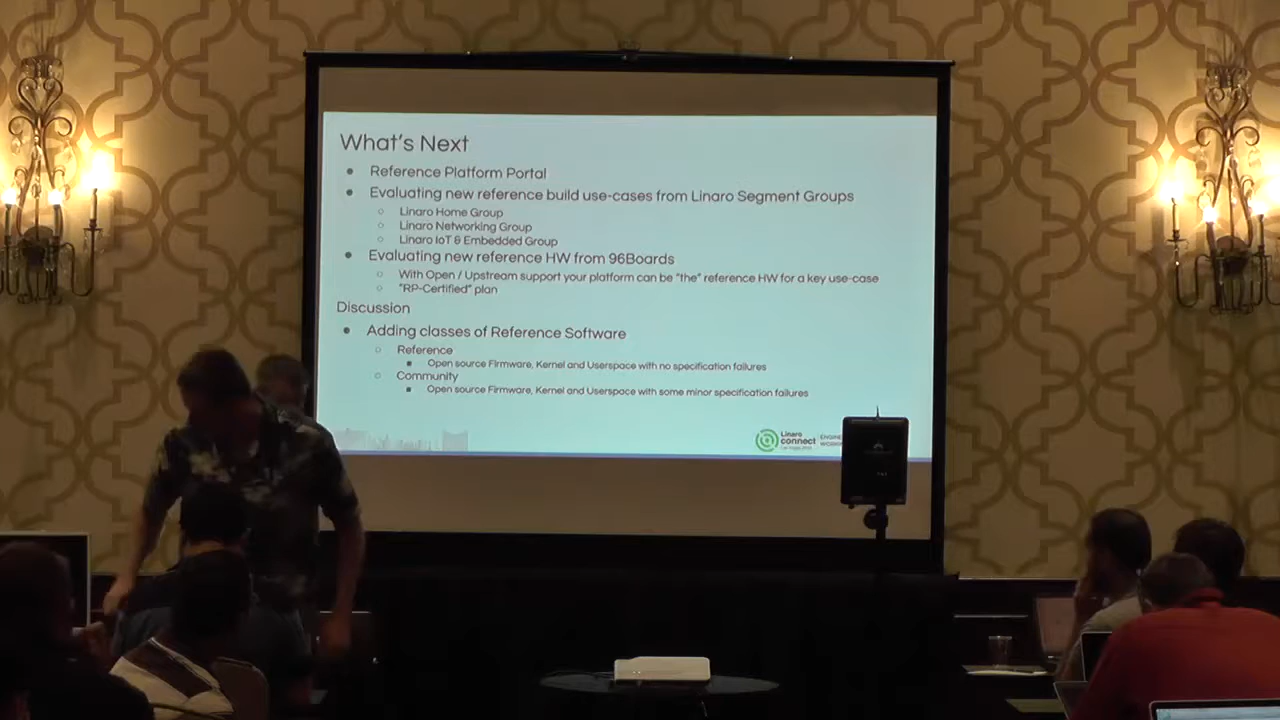 What's Next
● Reference Platform Portal
● Evaluating new reference build use-cases from Linaro Segment Groups
○ Linaro Home Group
○ Linaro Networking Group
○ Linaro IoT & Embedded Group
● Evaluating new reference HW from 96Boards
○ With Open / Upstream support your platform can be "the" reference HW for a key use-case
○ "RP-Certified" plan
Discussion
● Adding classes of Reference Software
○ Reference
■ Open source Firmware, Kernel and Userspace with no specification failures
○ Community
■ Open source Firmware, Kernel and Userspace with some minor specification failures
Linaro
connect